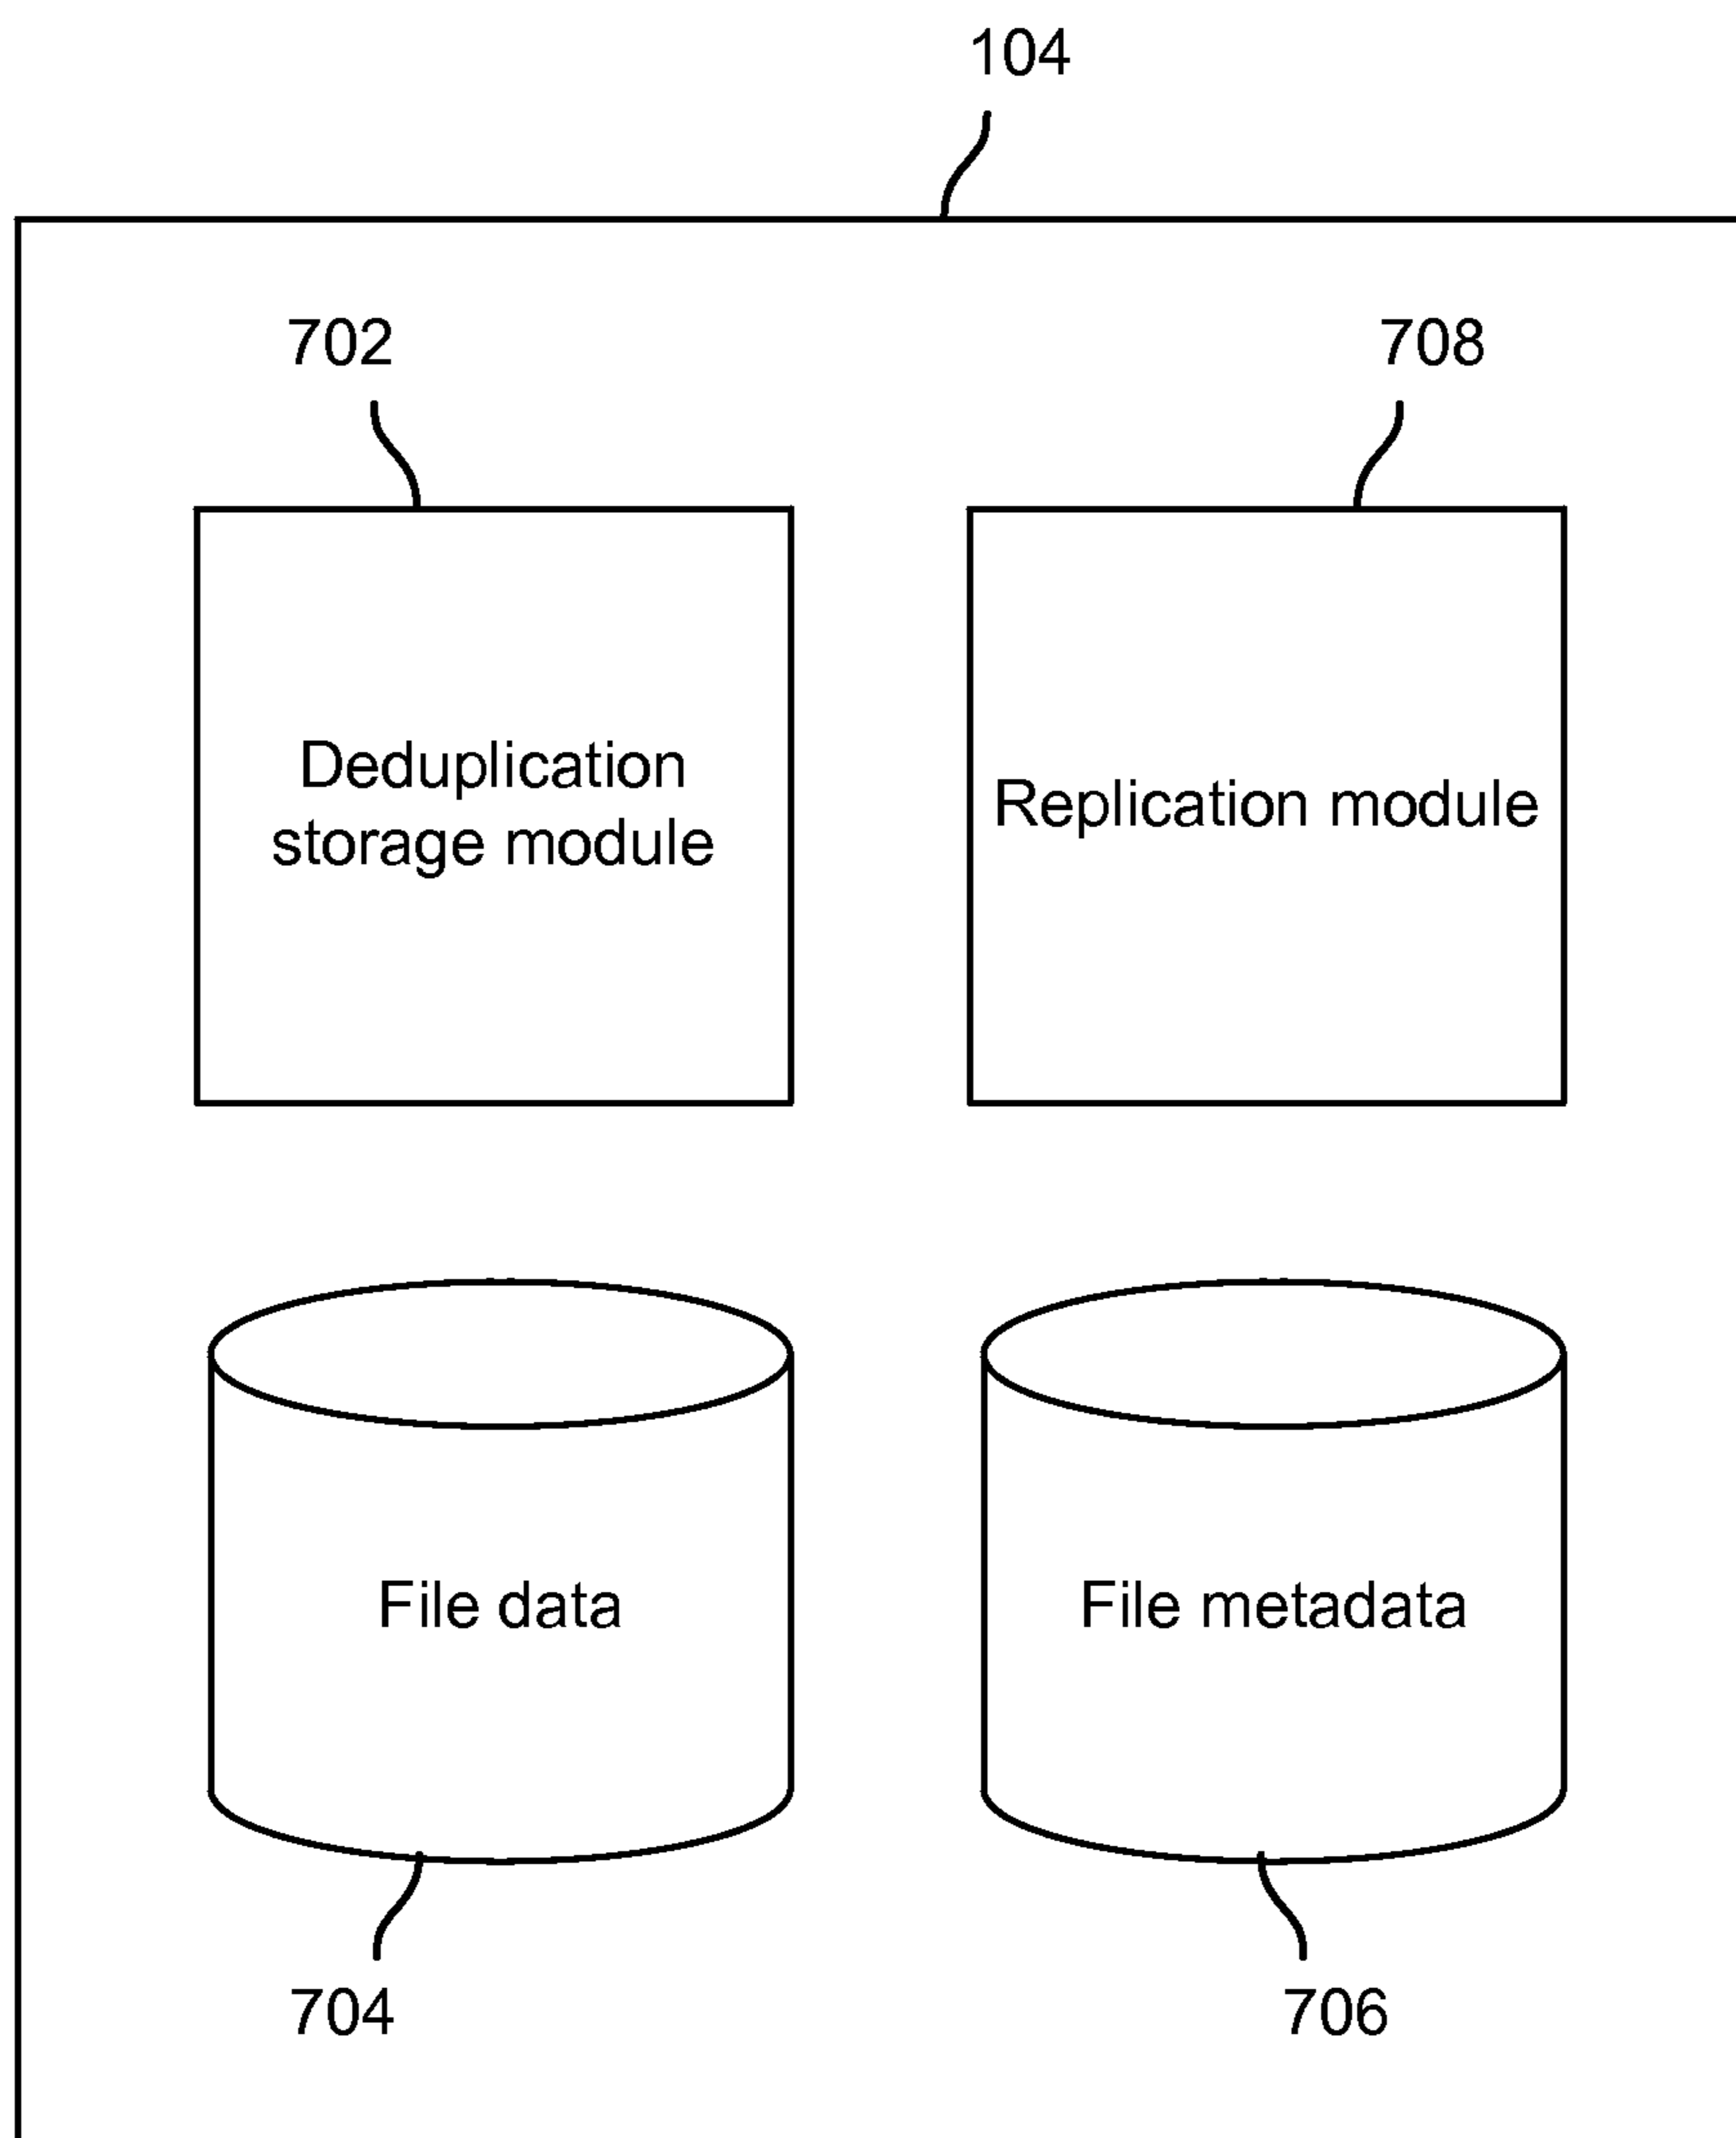 104
702
708
Deduplication
storage module
Replication module
File data
File metadata
704
706